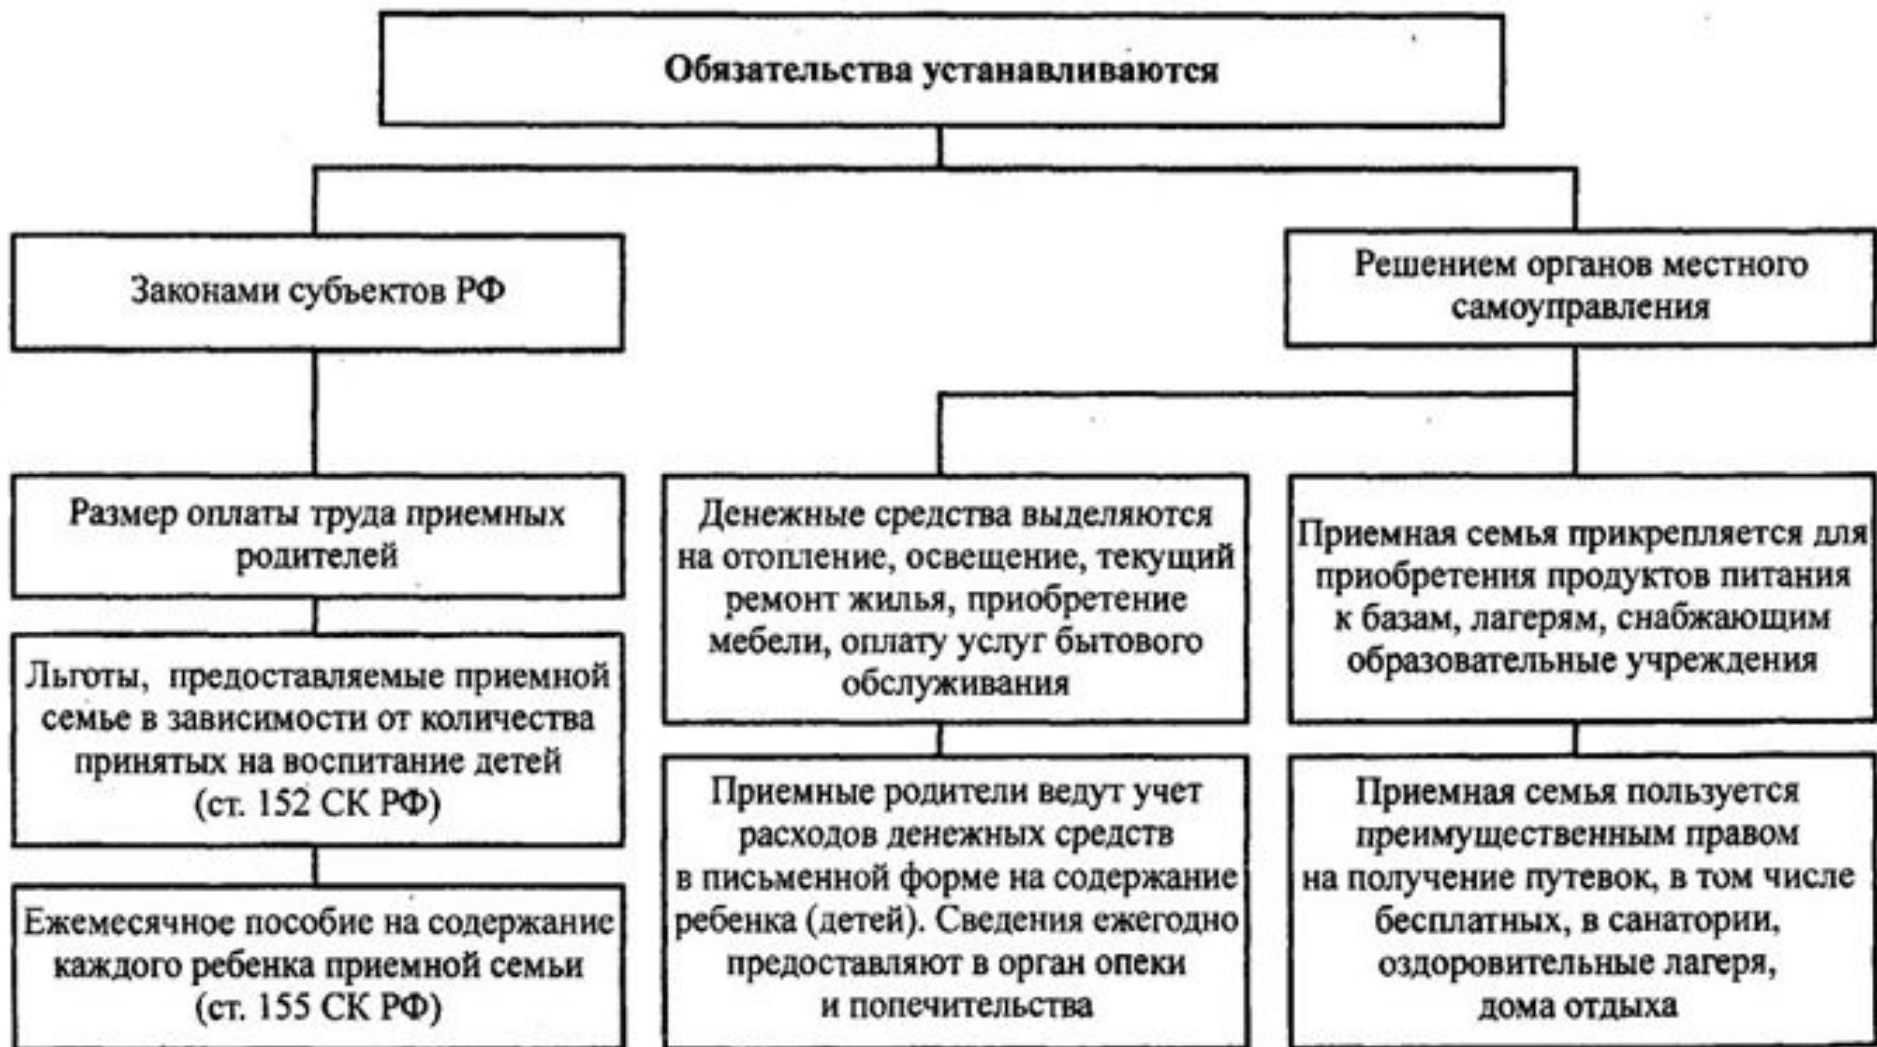 Обязательства устанавливаются
Законами субъектов РФ
Решением органов местного
самоуправления
Размер оплаты труда приемных
родителей
Льготы, предоставляемые приемной
семье в зависимости от количества
принятых на воспитание детей
(ст. 152 СК РФ)
Ежемесячное пособие на содержание
каждого ребенка приемной семьи
(ст. 155 СК РФ)
Денежные средства выделяются
на отопление, освещение, текущий
ремонт жилья, приобретение
мебели, оплату услуг бытового
обслуживания
Приемные родители ведут учет
расходов денежных средств
в письменной форме на содержание
ребенка (детей). Сведения ежегодно
предоставляют в орган опеки
и попечительства
Приемная семья прикрепляется для
приобретения продуктов питания
к базам, лагерям, снабжающим
образовательные учреждения
Приемная семья пользуется
преимущественным правом
на получение путевок, в том числе
бесплатных, в санатории,
оздоровительные лагеря,
дома отдыха